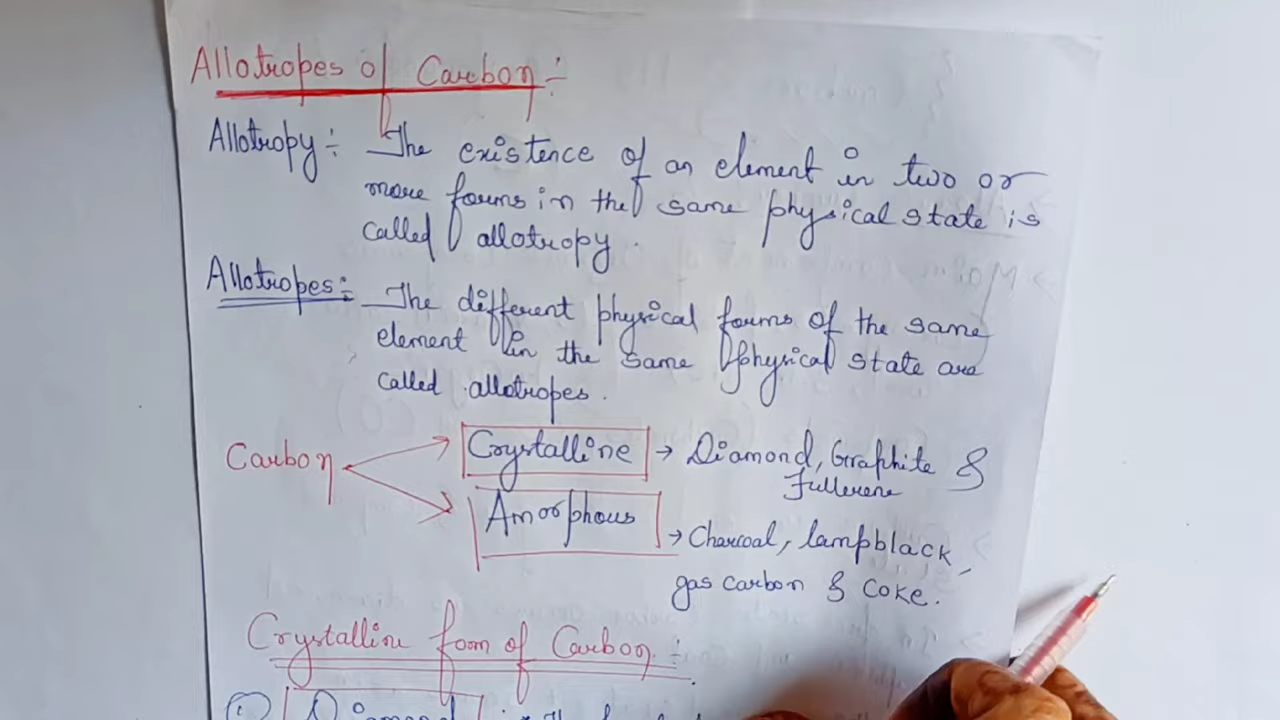 Allotropes of Carbon :-
Allotropy :- The existence of an element in two or
more forms in the same physical state is
called allotropy.
Allotropes :- The different physical forms of the same
element in the same physical state are
called allotropes.
Carbon
Crystalline → Diamond, Graphite &
Fullerene
Amorphous → Charcoal, lampblack,
gas carbon & coke.
Crystalline form of Carbon :-
① Diamond :-